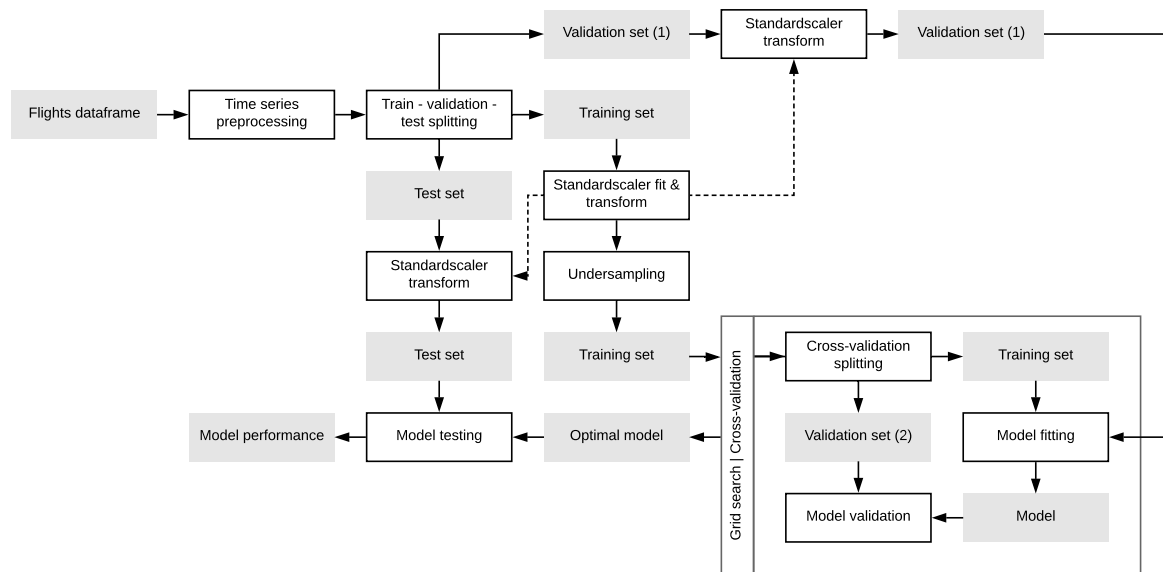 Validation set (1)
Standardscaler
transform
Validation set (1)
Flights dataframe
Time series
preprocessing
Train - validation -
test splitting
Training set
Test set
Standardscaler fit &
transform
Standardscaler
transform
Undersampling
Test set
Training set
Grid search | Cross-validation
Cross-validation
splitting
Training set
Model performance
Model testing
Optimal model
Validation set (2)
Model fitting
Model validation
Model